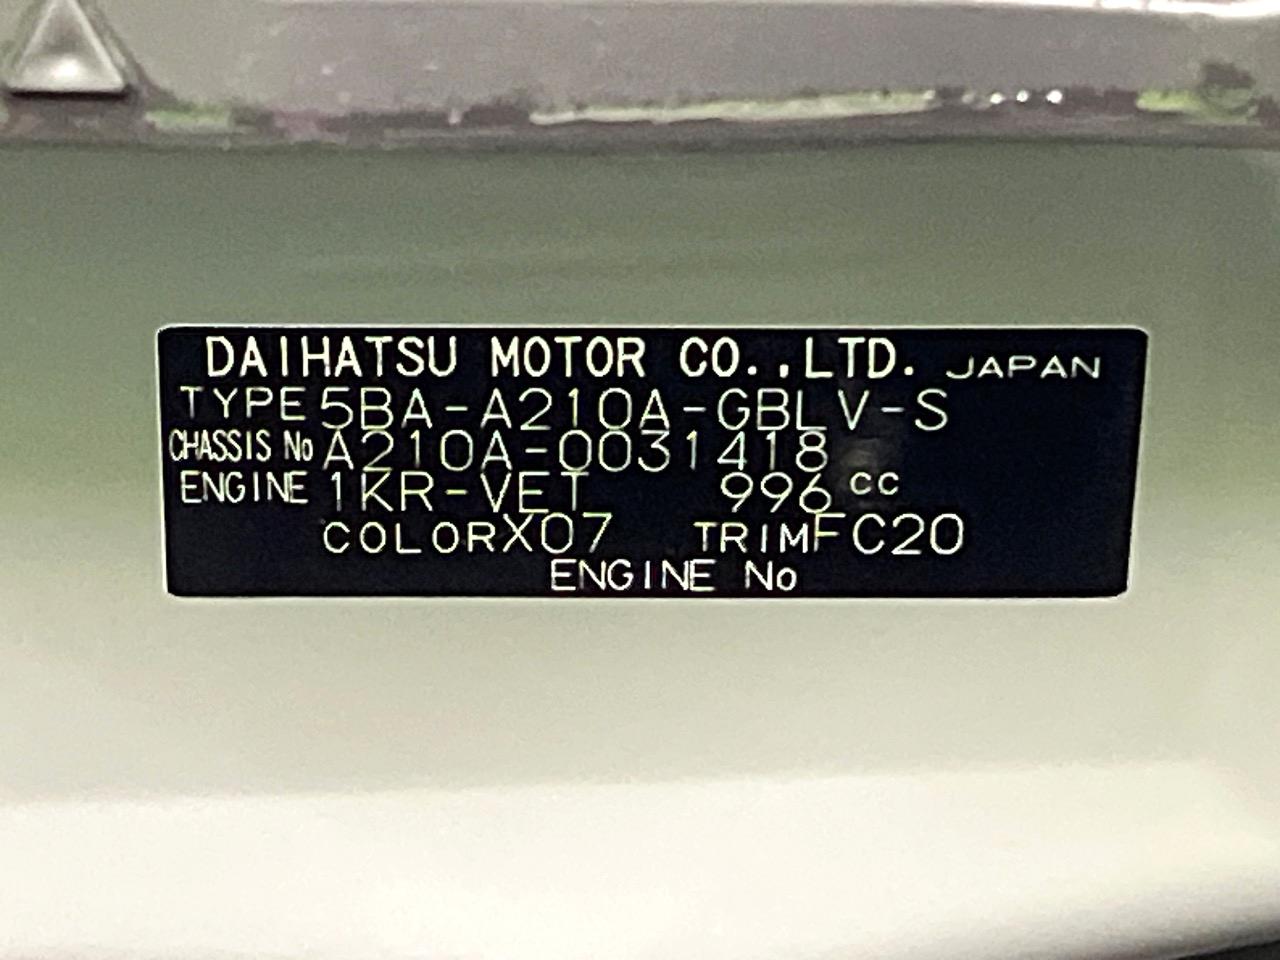 DAIHATSU MOTOR CO.,LTD. JAPAN
TYPE 5BA-A210A-GBLV-S
CHASSIS No A210A-0031418
ENGINE 1KR-VET 996 cc
COLOR X07 TRIM FC20
ENGINE No